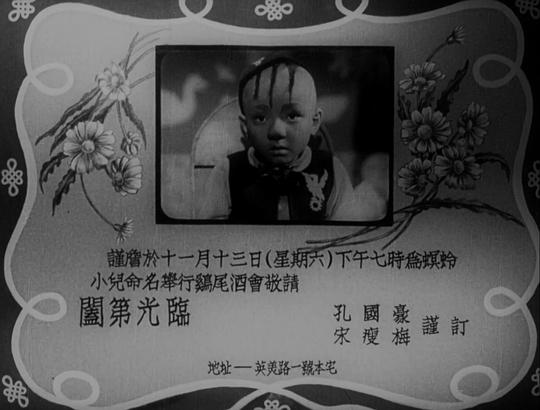 謹詹於十一月十三日(星期六)下午七時為螟蛉
小兒命名舉行鷄尾酒會敬請
闔第光臨
孔國豪
宋瘦梅
謹訂
地址——英美路一號本宅